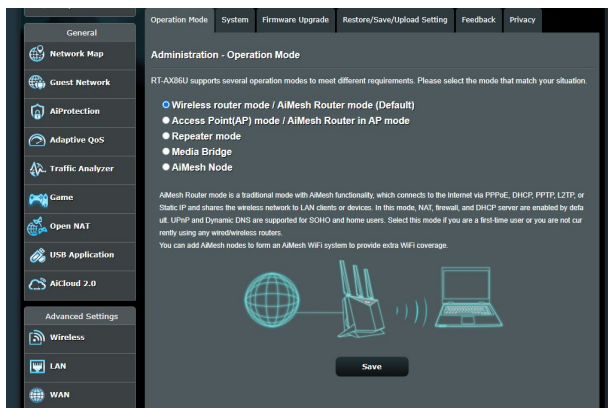 Operation Mode
System
Firmware Upgrade
Restore/Save/Upload Setting
Feedback
Privacy
General
Network Map
Guest Network
AiProtection
Adaptive QoS
Traffic Analyzer
Game
Open NAT
USB Application
AiCloud 2.0
Advanced Settings
Wireless
LAN
WAN
Administration - Operation Mode
RT-AX86U supports several operation modes to meet different requirements. Please select the mode that match your situation.
Wireless router mode / AiMesh Router mode (Default)
Access Point(AP) mode / AiMesh Router in AP mode
Repeater mode
Media Bridge
AiMesh Node
AiMesh Router mode is a traditional mode with AiMesh functionality, which connects to the Internet via PPPoE, DHCP, PPTP, L2TP, or
Static IP and shares the wireless network to LAN clients or devices. In this mode, NAT, firewall, and DHCP server are enabled by defa
ult. UPnP and Dynamic DNS are supported for SOHO and home users. Select this mode if you are a first-time user or you are not cur
rently using any wired/wireless routers.
You can add AiMesh nodes to form an AiMesh WiFi system to provide extra WiFi coverage.
Save